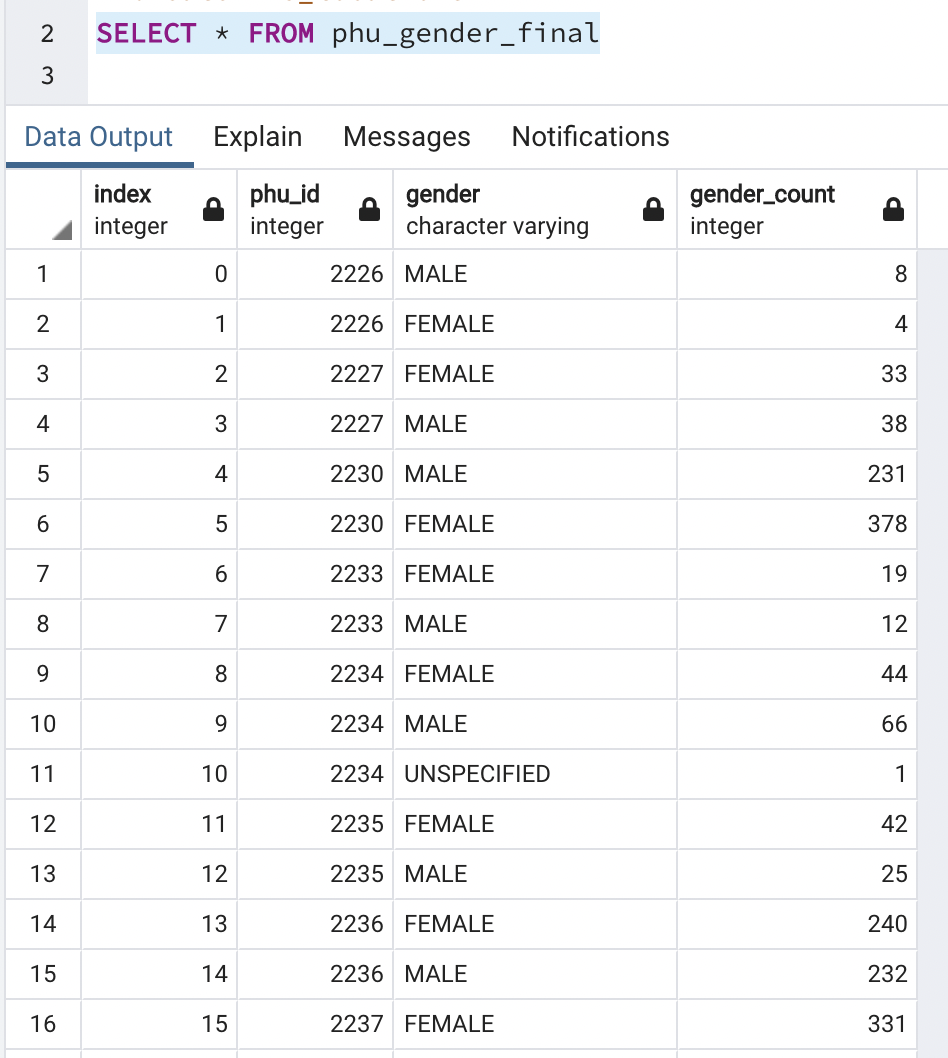 2 SELECT * FROM phu_gender_final
3
Data Output Explain Messages Notifications
index phu_id gender gender_count
integer integer character varying integer
1 0 2226 MALE 8
2 1 2226 FEMALE 4
3 2 2227 FEMALE 33
4 3 2227 MALE 38
5 4 2230 MALE 231
6 5 2230 FEMALE 378
7 6 2233 FEMALE 19
8 7 2233 MALE 12
9 8 2234 FEMALE 44
10 9 2234 MALE 66
11 10 2234 UNSPECIFIED 1
12 11 2235 FEMALE 42
13 12 2235 MALE 25
14 13 2236 FEMALE 240
15 14 2236 MALE 232
16 15 2237 FEMALE 331